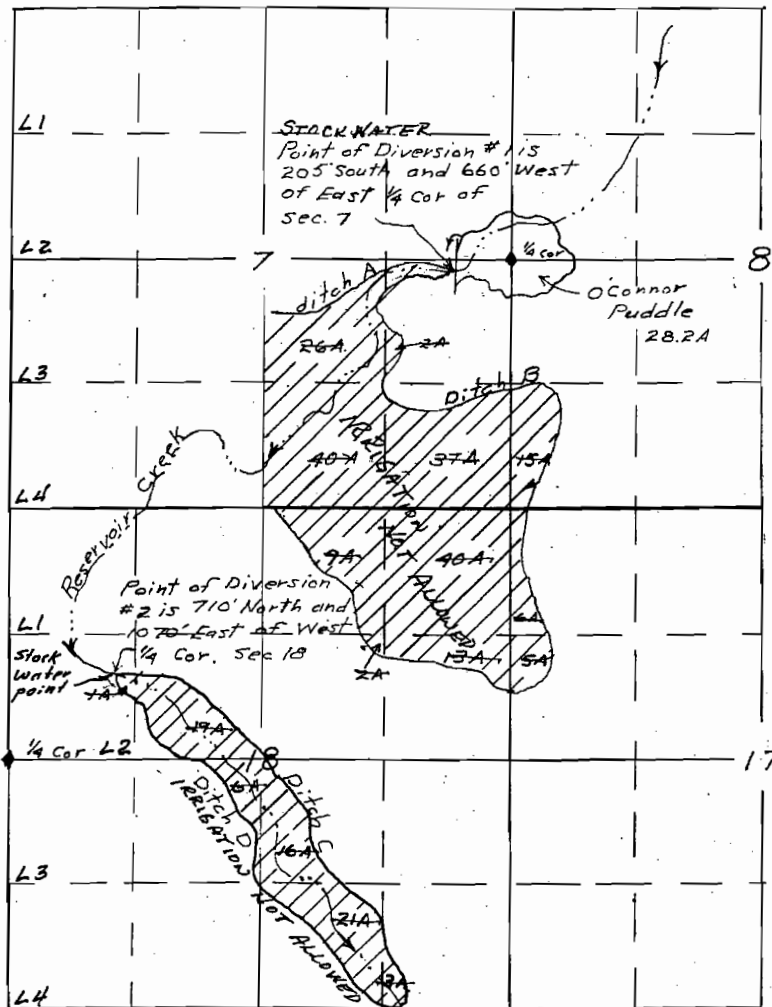 L1
STOCKWATER
Point of Diversion #1 is
205' South and 660' West
of East 1/4 Cor of
sec. 7
L2
7
1/4 Cor
8
ditch A
O'Connor
Puddle
28.2A
26A
2A
L3
Ditch B
40A
37A
15A
IRRIGATION
NOT ALLOWED
Reservoir Creek
L4
9A
40A
6A
Point of Diversion
#2 is 710' North and
1070' East of West
1/4 Cor. Sec 18
L1
Stock
water
point
1A
2A
13A
5A
19A
1/4 Cor L2
18
17
Ditch C
Ditch D
IRRIGATION NOT ALLOWED
16A
L3
21A
L4